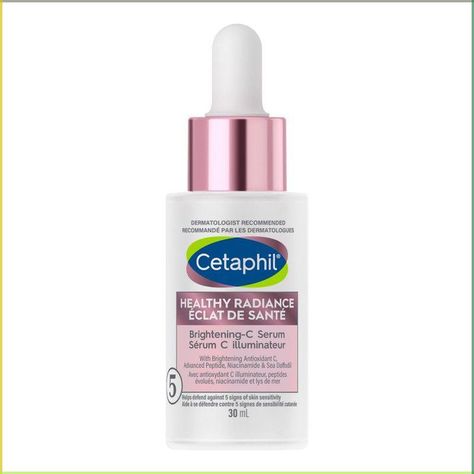 DERMATOLOGIST RECOMMENDED
RECOMMANDÉ PAR LES DERMATOLOGUES
Cetaphil®
HEALTHY RADIANCE
ÉCLAT DE SANTÉ
Brightening-C Serum
Sérum C illuminateur
With Brightening Antioxidant C,
Advanced Peptide, Niacinamide & Sea Daffodil
Avec antioxydant C illuminateur, peptides
évolués, niacinamide et lys de mer
5
Helps defend against 5 signs of skin sensitivity
Aide à se défendre contre 5 signes de sensibilité cutanée
30 mL